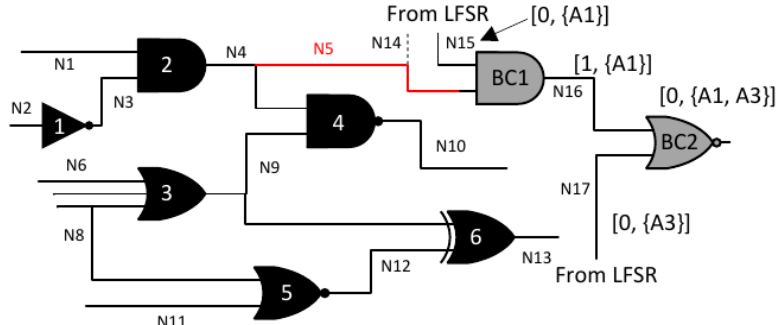 From LFSR
[0, {A1}]
N14
N15
N5
N4
N1
2
BC1
[1, {A1}]
N16
[0, {A1, A3}]
N2
N3
1
4
BC2
N10
N6
N9
3
N17
[0, {A3}]
N8
6
N13
N12
From LFSR
5
N11